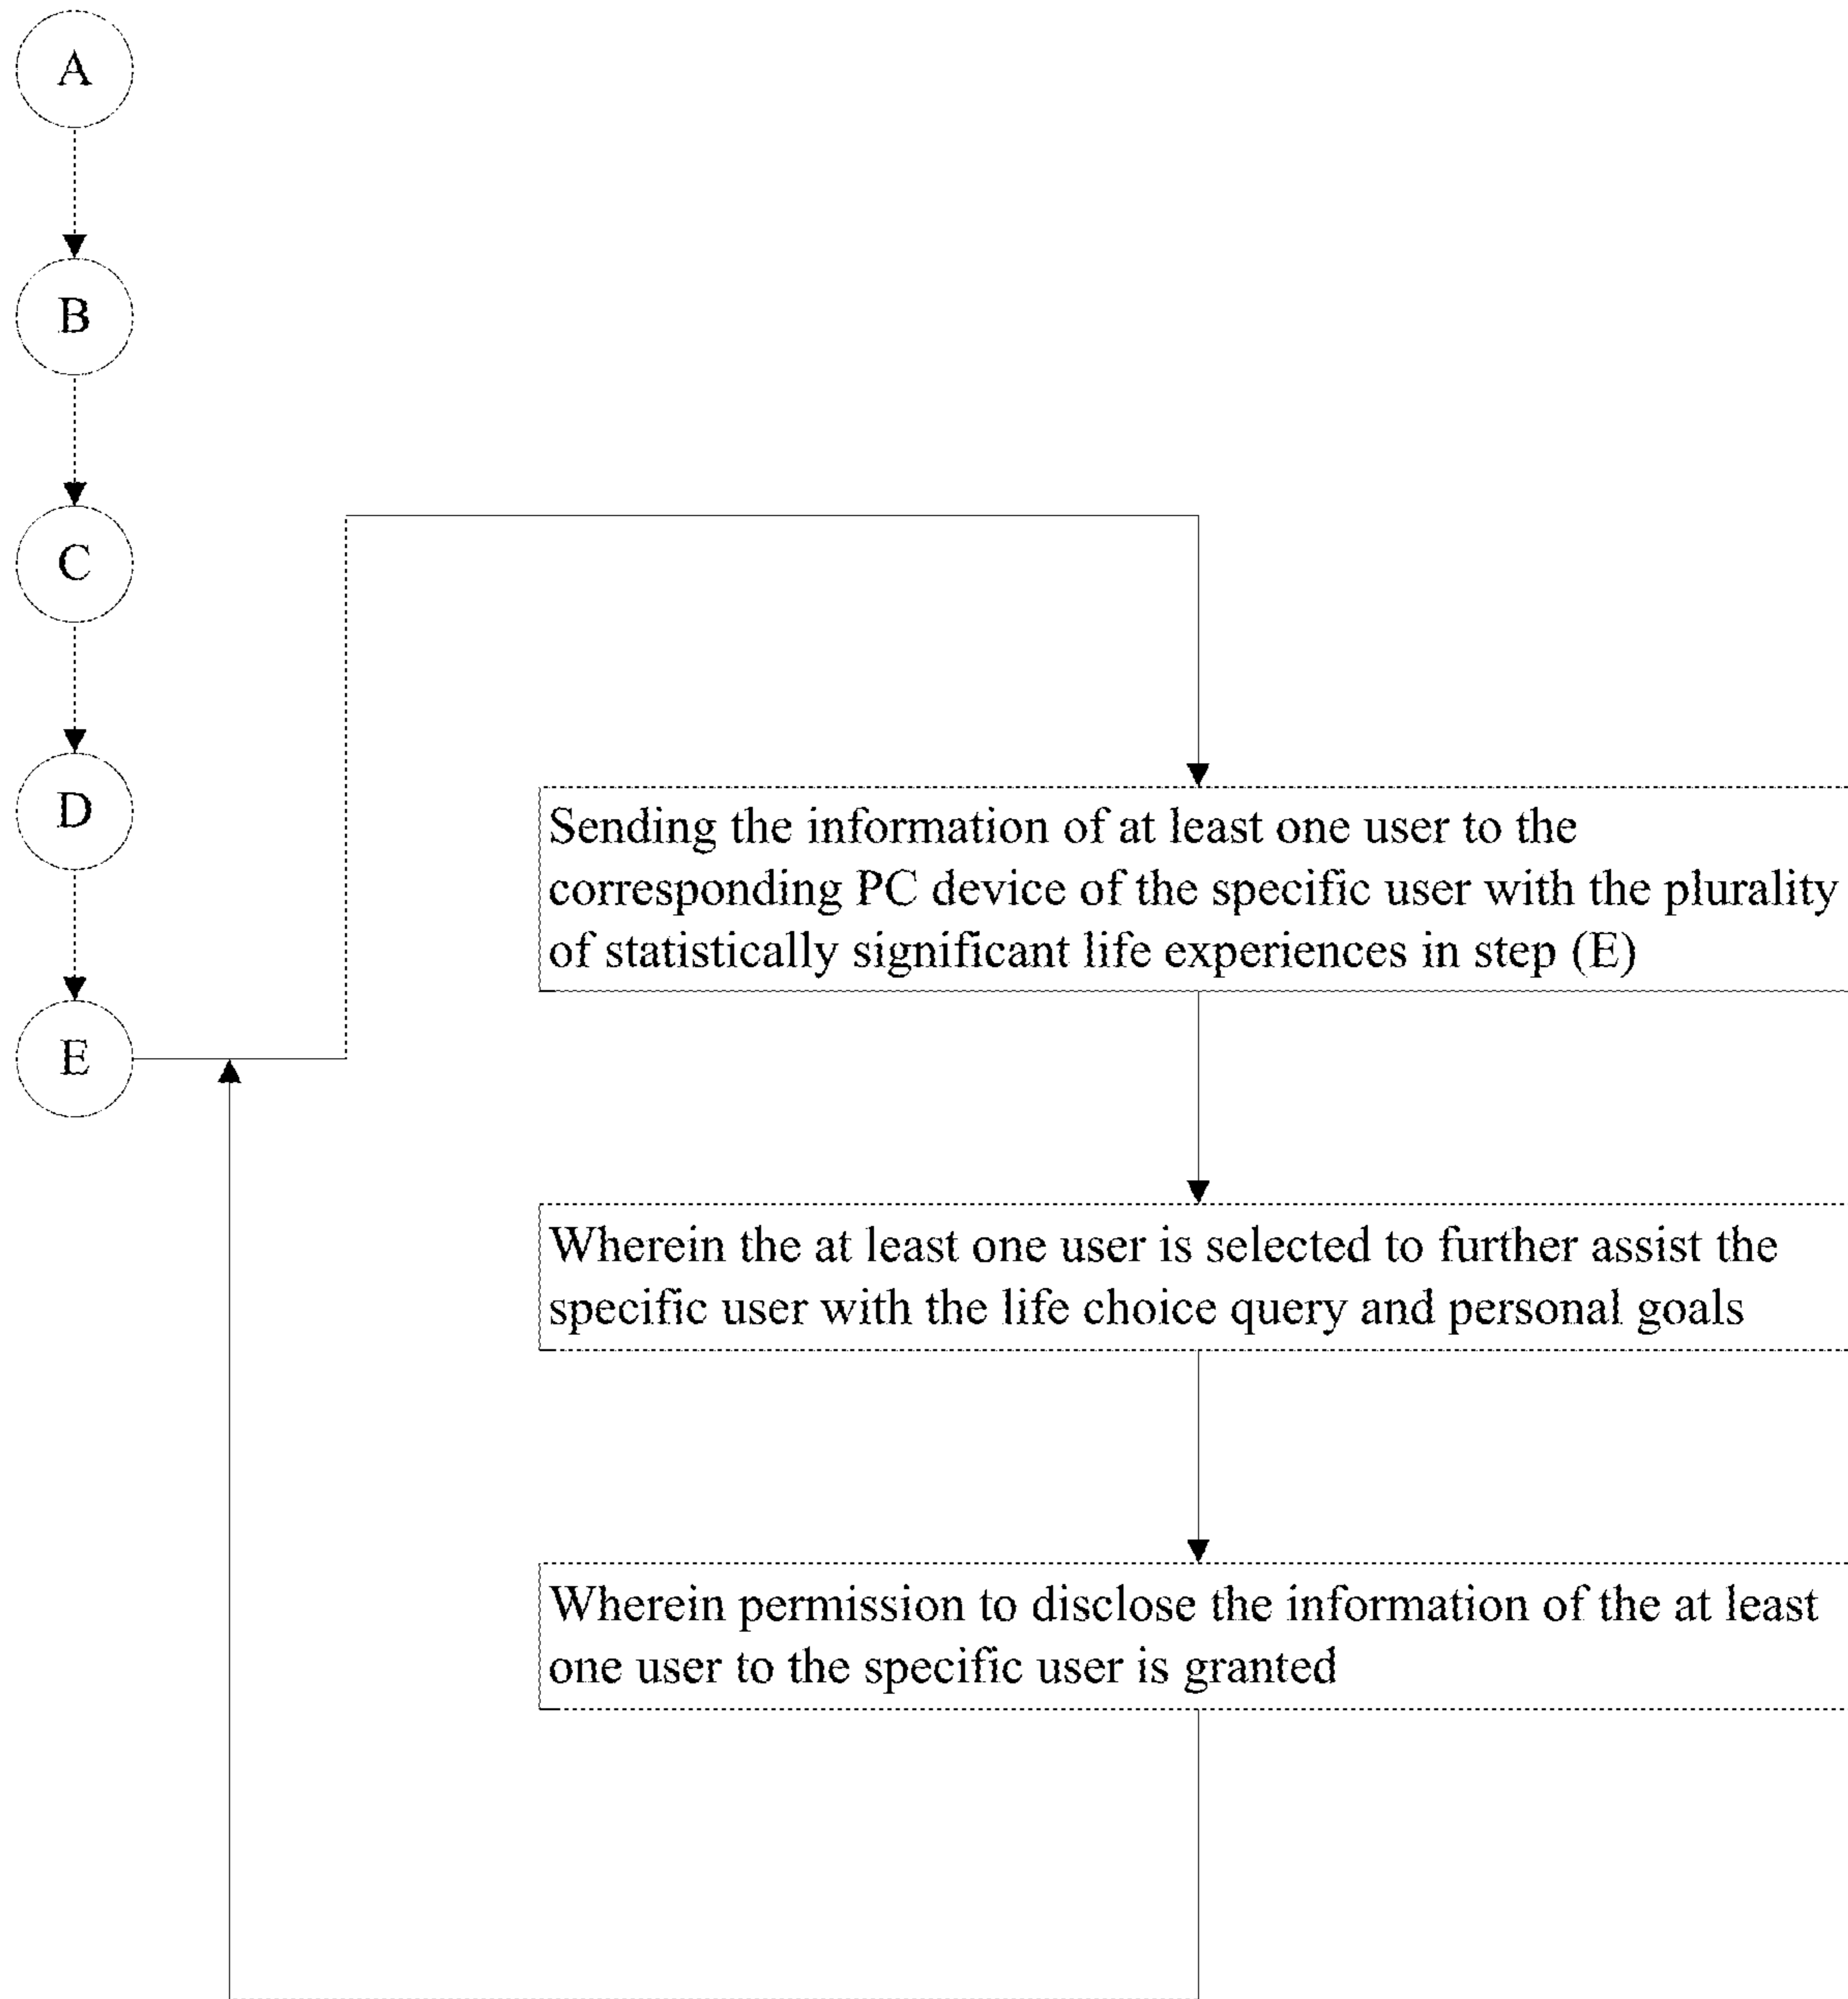 A
B
C
D
E
Sending the information of at least one user to the
corresponding PC device of the specific user with the plurality
of statistically significant life experiences in step (E)
Wherein the at least one user is selected to further assist the
specific user with the life choice query and personal goals
Wherein permission to disclose the information of the at least
one user to the specific user is granted